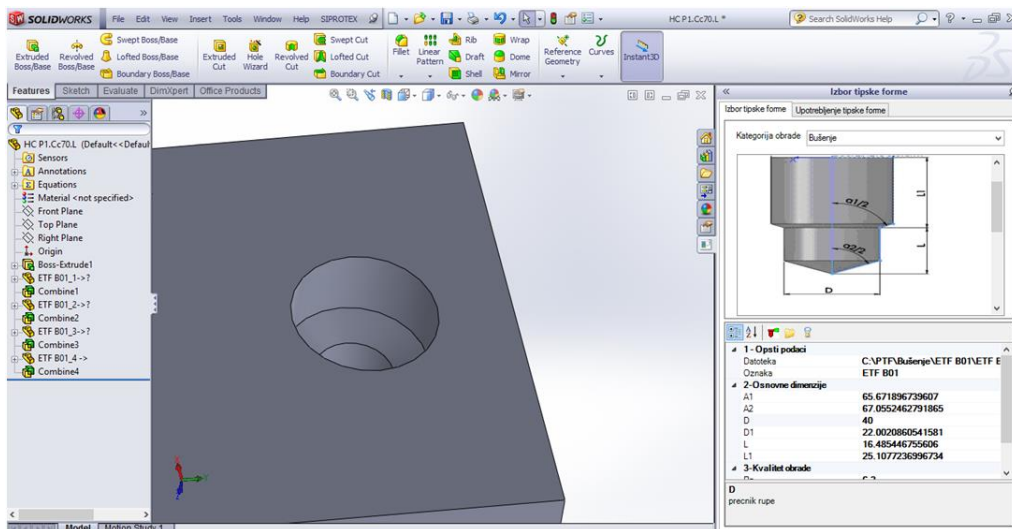 SOLIDWORKS File Edit View Insert Tools Window Help SIPROTEX HC P1.Cc70.L * Search SolidWorks Help
Extruded Boss/Base
Revolved Boss/Base
Swept Boss/Base
Lofted Boss/Base
Boundary Boss/Base
Extruded Cut
Hole Wizard
Revolved Cut
Swept Cut
Lofted Cut
Boundary Cut
Fillet
Linear Pattern
Rib
Draft
Shell
Wrap
Dome
Mirror
Reference Geometry
Curves
Instant3D
Features Sketch Evaluate DimXpert Office Products
HC P1.Cc70.L (Default<<Defaul
Sensors
Annotations
Equations
Material <not specified>
Front Plane
Top Plane
Right Plane
Origin
Boss-Extrude1
ETF B01_1->?
Combine1
ETF B01_2->?
Combine2
ETF B01_3->?
Combine3
ETF B01_4 ->
Combine4
Model Motion Study 1
Izbor tipske forme
Izbor tipske forme Upotrebljenje tipske forme
Kategorija obrade Bušenje
α1/2
L1
α2/2
L
D
1 - Opsti podaci
Datoteka C:\PTF\Bušenje\ETF B01\ETF B
Oznaka ETF B01
2-Osnovne dimenzije
A1 65.671896739607
A2 67.0552462791865
D 40
D1 22.0020860541581
L 16.485446755606
L1 25.1077236996734
3-Kvalitet obrade
D
precnik rupe